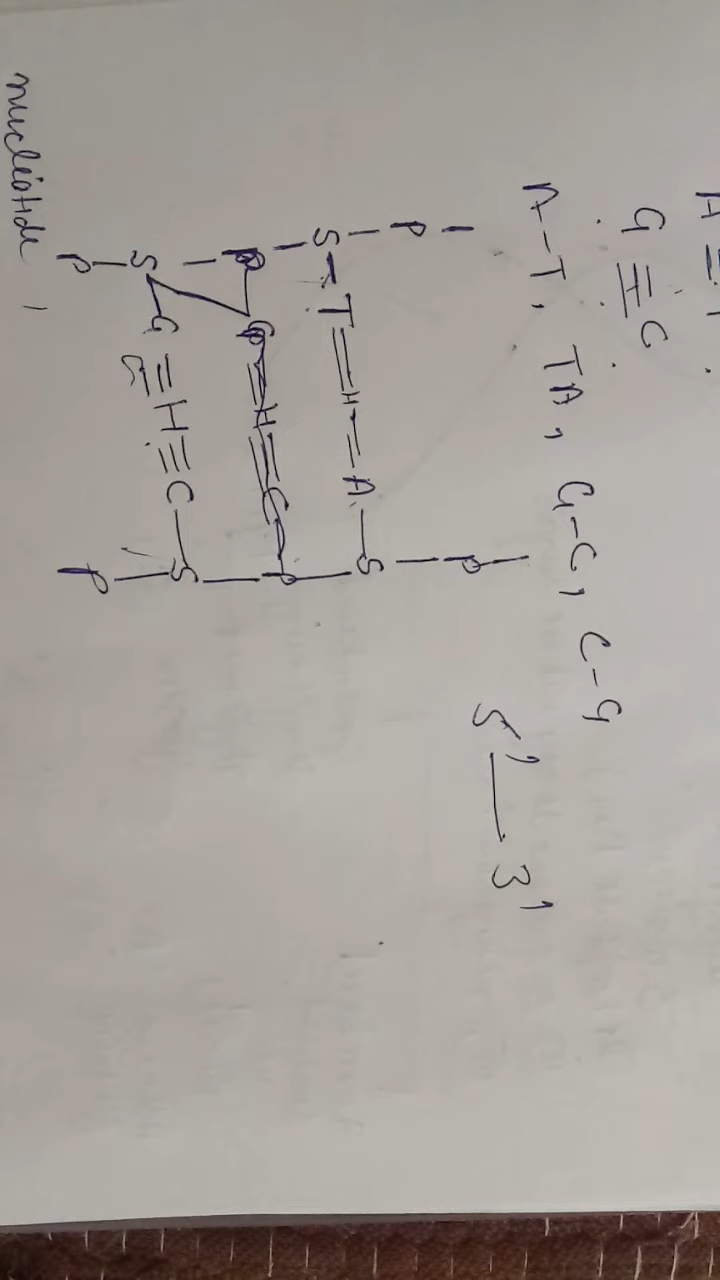 A = T
G ≡ C
A-T, TA, G-C, C-G
5' — 3'
P P
S - T = H = A - S
P P
S - G ≡ H ≡ C - S
P P
nucleotide,